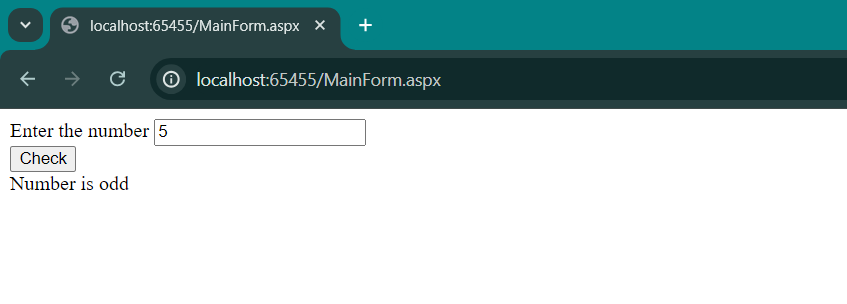 localhost:65455/MainForm.aspx
localhost:65455/MainForm.aspx
Enter the number 5
Check
Number is odd